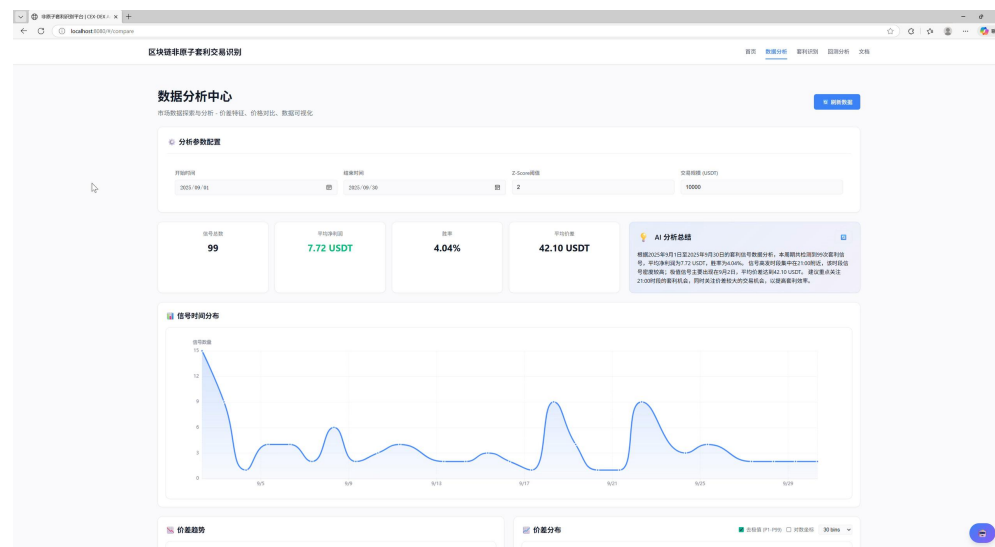 非原子套利识别平台 | CEX-DEX A
localhost:8080/#/compare
区块链非原子套利交易识别
首页 数据分析 套利识别 回测分析 文档
数据分析中心
市场数据探索与分析 - 价差特征、价格对比、数据可视化
刷新数据
分析参数配置
开始时间 结束时间 Z-Score阈值 交易规模 (USDT)
2025/09/01 2025/09/30 2 10000
信号总数 平均净利润 胜率 平均价差
99 7.72 USDT 4.04% 42.10 USDT
AI 分析总结
根据2025年9月1日至2025年9月30日的套利信号数据分析，本周期共检测到99次套利信
号，平均净利润为7.72 USDT，胜率为4.04%。 信号高发时段集中在21:00附近，该时段信
号密度较高；极值信号主要出现在9月2日，平均价差达到42.10 USDT。 建议重点关注
21:00时段的套利机会，同时关注价差较大的交易机会，以提高套利效率。
信号时间分布
信号数量
15
12
9
6
3
0
9/5 9/9 9/13 9/17 9/21 9/25 9/29
价差趋势
价差分布
去极值 (P1-P99) 对数坐标 30 bins